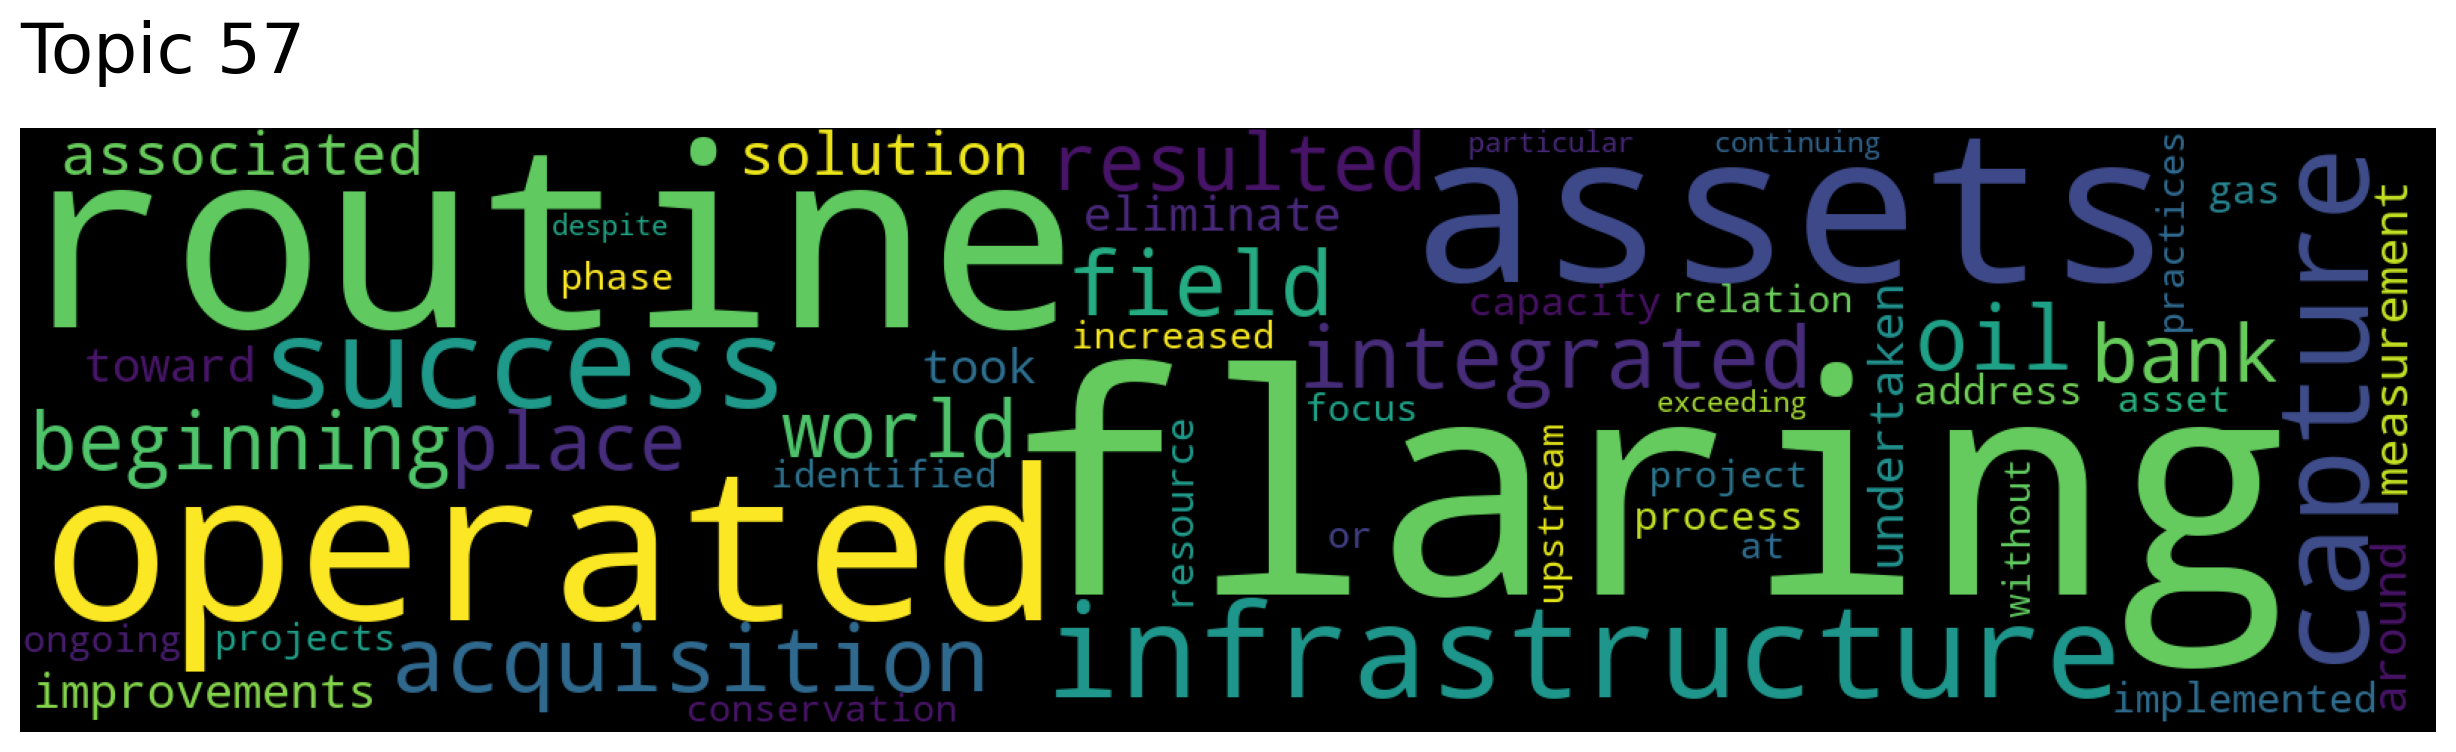 Topic 57
associated
solution
resulted
particular
continuing
routine
assets
despite
eliminate
practices
gas
capture
measurement
phase
field
capacity
relation
increased
integrated
undertaken
oil
bank
toward
success
took
focus
exceeding
address
asset
beginning
place
world
identified
flaring
resource
upstream
project
process
or
at
without
operated
infrastructure
around
ongoing
projects
acquisition
improvements
conservation
implemented